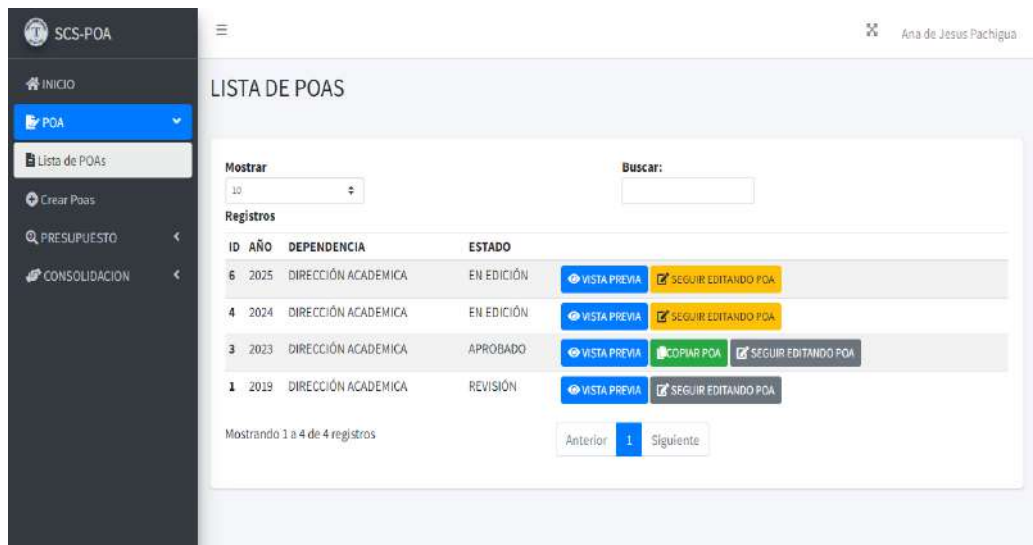 SCS-POA
Ana de Jesus Pachigua
INICIO
POA
Lista de POAs
Crear Poas
PRESUPUESTO
CONSOLIDACION
LISTA DE POAS
Mostrar
10
Registros
Buscar:
ID AÑO DEPENDENCIA ESTADO
6 2025 DIRECCIÓN ACADEMICA EN EDICIÓN VISTA PREVIA SEGUIR EDITANDO POA
4 2024 DIRECCIÓN ACADEMICA EN EDICIÓN VISTA PREVIA SEGUIR EDITANDO POA
3 2023 DIRECCIÓN ACADEMICA APROBADO VISTA PREVIA COPIAR POA SEGUIR EDITANDO POA
1 2019 DIRECCIÓN ACADEMICA REVISIÓN VISTA PREVIA SEGUIR EDITANDO POA
Mostrando 1 a 4 de 4 registros
Anterior 1 Siguiente